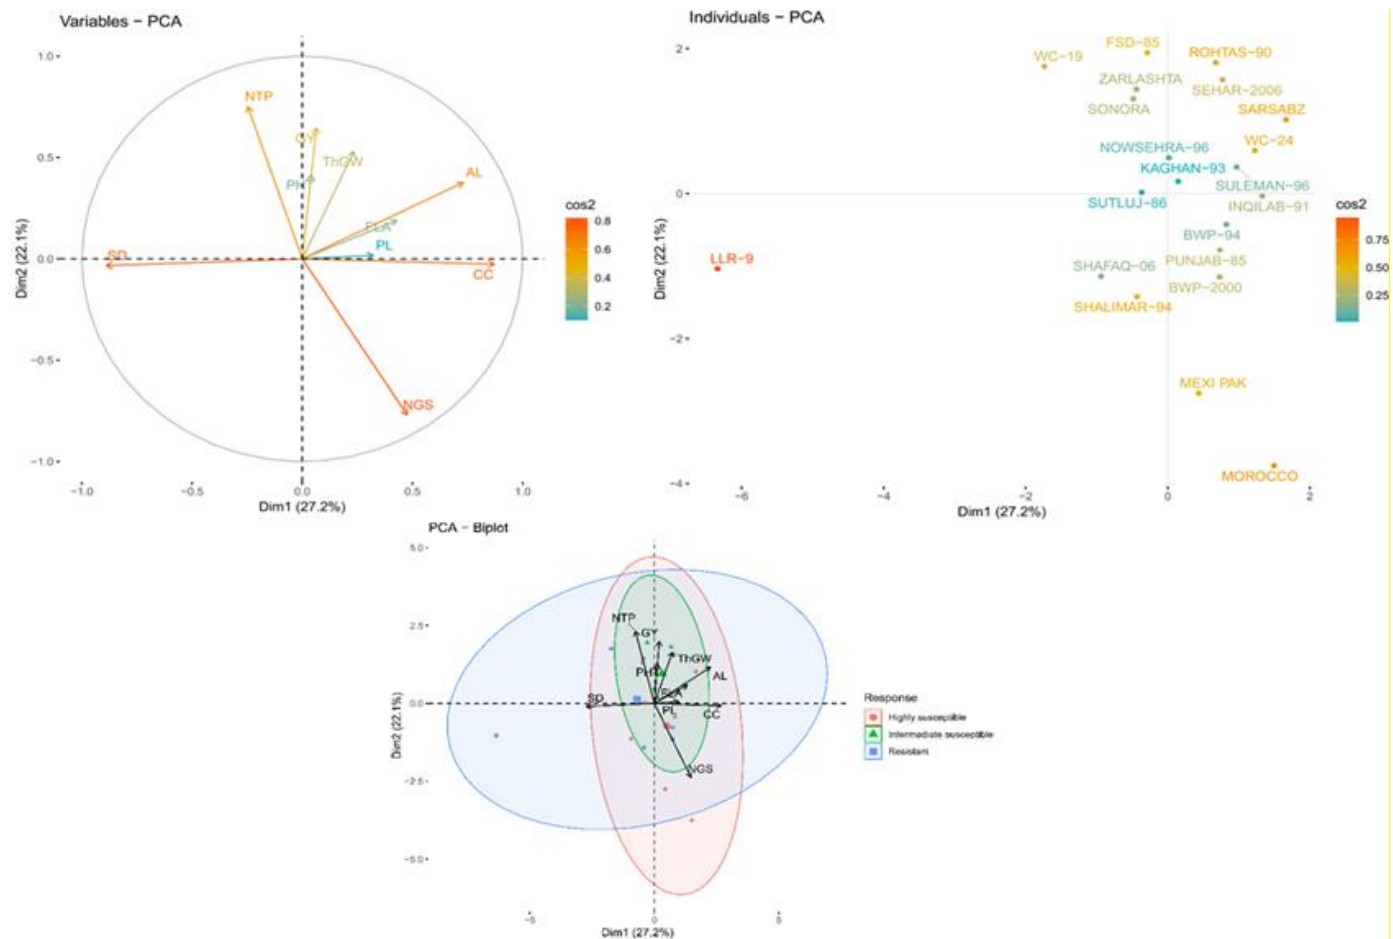 Variables − PCA
1.0
0.5
0.0
−0.5
−1.0
Dim2 (22.1%)
NTP
GY
ThGW
PH
AL
FLA
PL
SD
CC
NGS
−1.0 −0.5 0.0 0.5 1.0
Dim1 (27.2%)
cos2
0.8
0.6
0.4
0.2
Individuals − PCA
2
0
−2
−4
Dim2 (22.1%)
FSD−85
WC−19
ROHTAS−90
ZARLASHTA
SEHAR−2006
SONORA
SARSABZ
WC−24
NOWSEHRA−96
KAGHAN−93
SULEMAN−96
SUTLUJ−86
INQILAB−91
BWP−94
LLR−9
SHAFAQ−06
PUNJAB−85
BWP−2000
SHALIMAR−94
MEXI PAK
MOROCCO
−6 −4 −2 0 2
Dim1 (27.2%)
cos2
0.75
0.50
0.25
PCA − Biplot
5.0
2.5
0.0
−2.5
−5.0
Dim2 (22.1%)
NTP
GY
ThGW
PH
AL
FLA
SD
PL
CC
NGS
−5 0 5
Dim1 (27.2%)
Response
Highly susceptible
Intermediate susceptible
Resistant